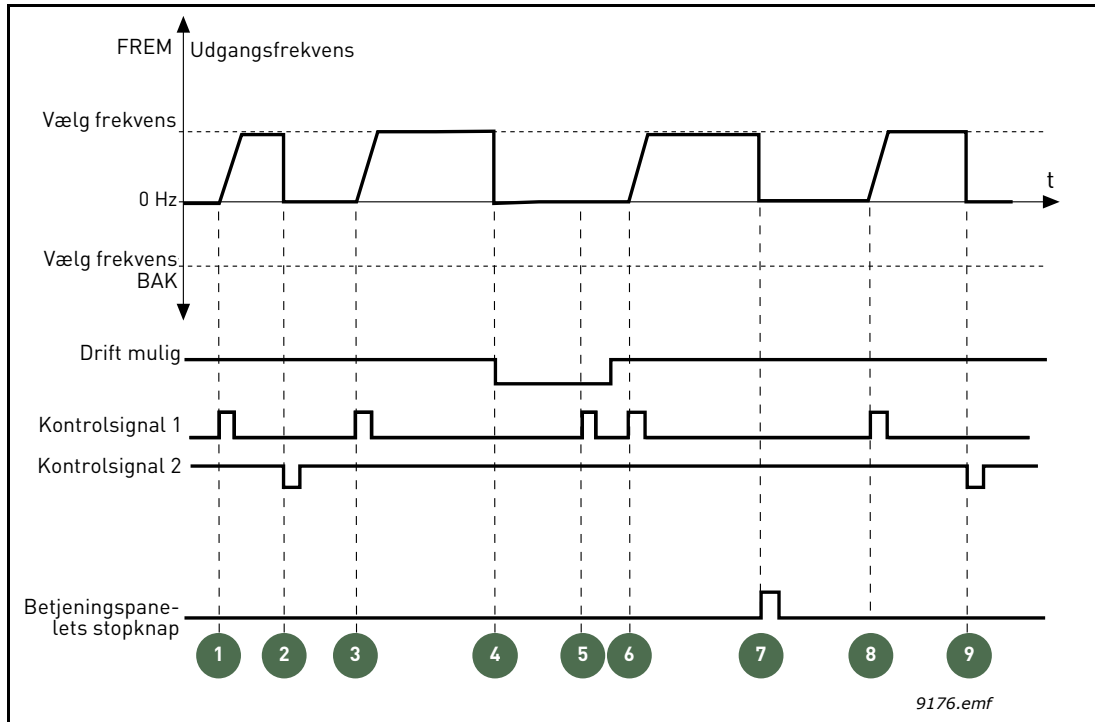 FREM
Udgangsfrekvens
Vælg frekvens
0 Hz
t
Vælg frekvens
BAK
Drift mulig
Kontrolsignal 1
Kontrolsignal 2
Betjeningspane-
lets stopknap
1 2 3 4 5 6 7 8 9
9176.emf